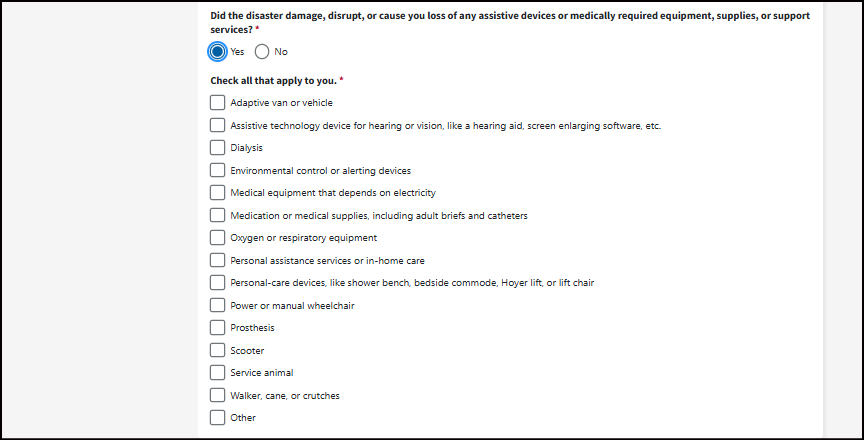 Did the disaster damage, disrupt, or cause you loss of any assistive devices or medically required equipment, supplies, or support
services? *
Yes No
Check all that apply to you. *
Adaptive van or vehicle
Assistive technology device for hearing or vision, like a hearing aid, screen enlarging software, etc.
Dialysis
Environmental control or alerting devices
Medical equipment that depends on electricity
Medication or medical supplies, including adult briefs and catheters
Oxygen or respiratory equipment
Personal assistance services or in-home care
Personal-care devices, like shower bench, bedside commode, Hoyer lift, or lift chair
Power or manual wheelchair
Prosthesis
Scooter
Service animal
Walker, cane, or crutches
Other